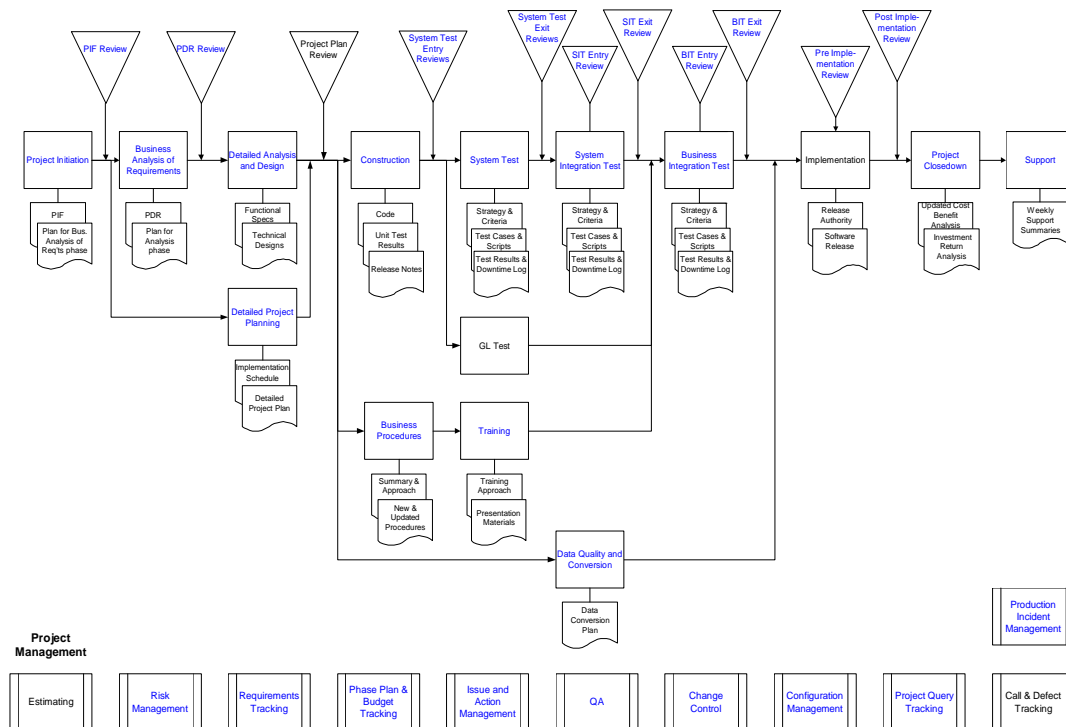 PIF Review
PDR Review
Project Plan
Review
System Test
Entry
Reviews
System Test
Exit
Reviews
SIT Entry
Review
SIT Exit
Review
BIT Entry
Review
BIT Exit
Review
Pre Imple-
mentation
Review
Post Imple-
mentation
Review
Project Initiation
Business
Analysis of
Requirements
Detailed Analysis
and Design
Construction
System Test
System
Integration Test
Business
Integration Test
Implementation
Project
Closedown
Support
PIF
Plan for Bus.
Analysis of
Req'ts phase
PDR
Plan for
Analysis phase
Functional
Specs
Technical
Designs
Code
Unit Test
Results
Release Notes
Strategy &
Criteria
Test Cases &
Scripts
Test Results &
Downtime Log
Strategy &
Criteria
Test Cases &
Scripts
Test Results &
Downtime Log
Strategy &
Criteria
Test Cases &
Scripts
Test Results &
Downtime Log
Release
Authority
Software
Release
Updated Cost
Benefit
Analysis
Investment
Return
Analysis
Weekly
Support
Summaries
Detailed Project
Planning
Implementation
Schedule
Detailed
Project Plan
GL Test
Business
Procedures
Training
Summary &
Approach
New &
Updated
Procedures
Training
Approach
Presentation
Materials
Data Quality and
Conversion
Data
Conversion
Plan
Production
Incident
Management
Project
Management
Estimating
Risk
Management
Requirements
Tracking
Phase Plan &
Budget
Tracking
Issue and
Action
Management
QA
Change
Control
Configuration
Management
Project Query
Tracking
Call & Defect
Tracking